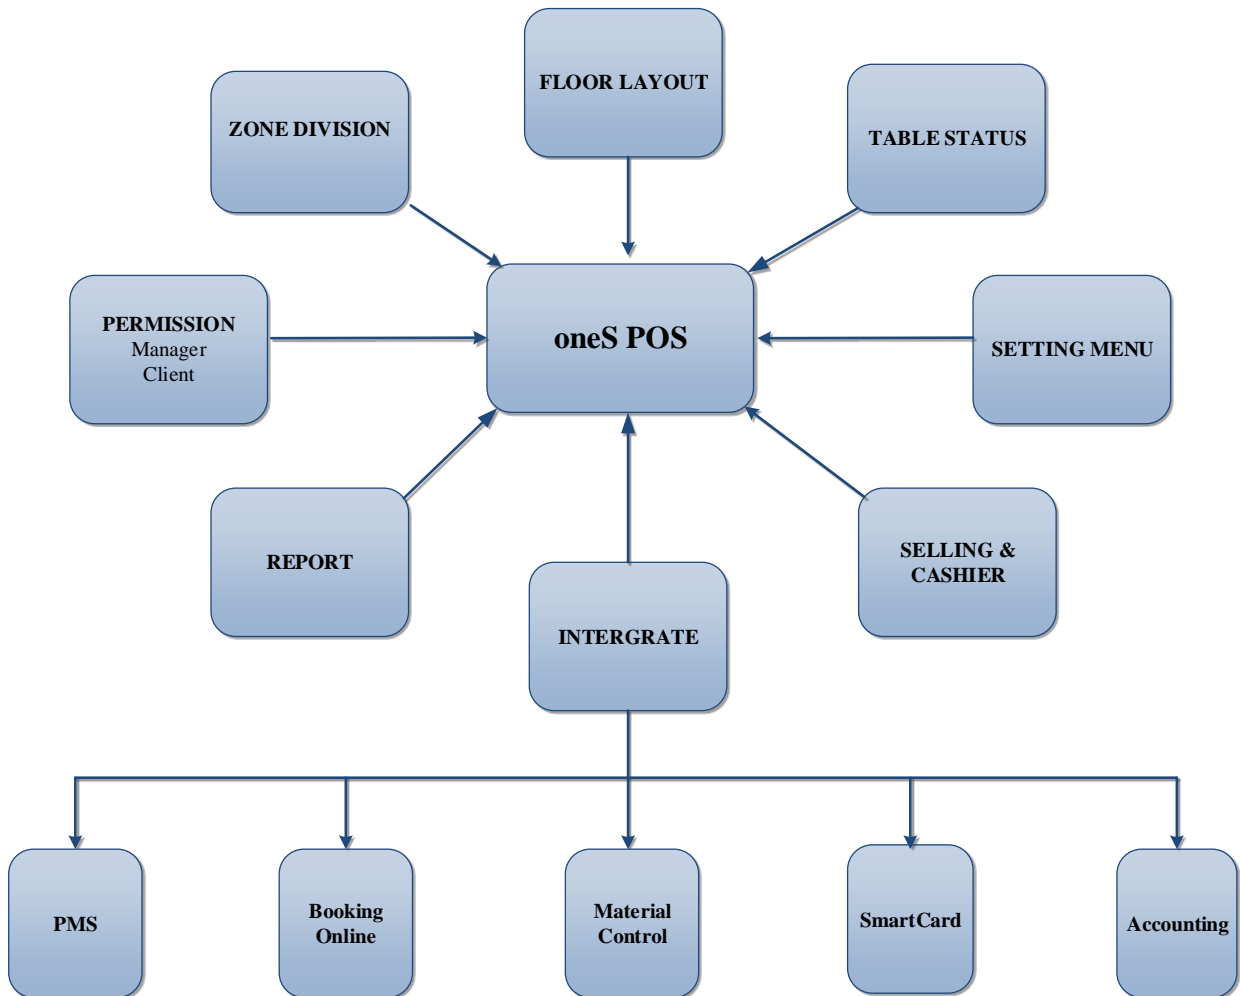 FLOOR LAYOUT
ZONE DIVISION
TABLE STATUS
PERMISSION
Manager
Client
oneS POS
SETTING MENU
REPORT
SELLING &
CASHIER
INTERGRATE
PMS
Booking
Online
Material
Control
SmartCard
Accounting